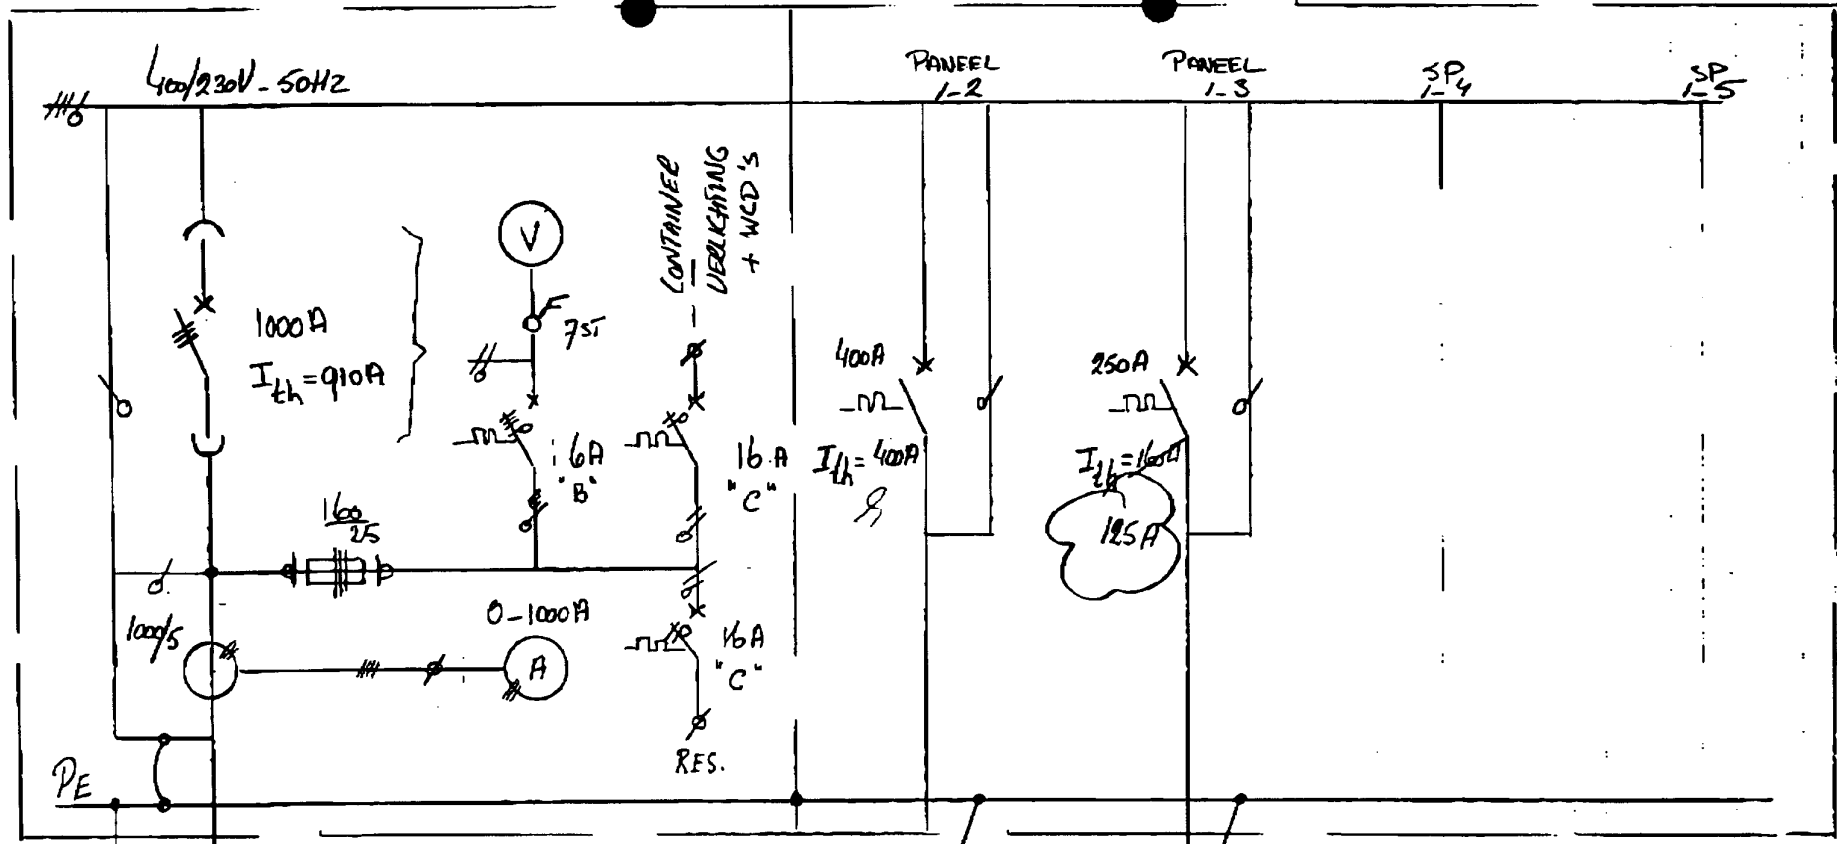 400/230V - 50HZ
PANEEL
1-2
PANEEL
1-3
SP
1-4
SP
1-5
CONTAINER
VERLICHTING
+ WCD'S
V
7ST
1000A
Ith = 910A
6A
"B"
16 A
"C"
400A
Ith = 400A
250A
Ith = 160A
125A
160
25
1000/5
0-1000A
A
16A
"C"
RES.
PE